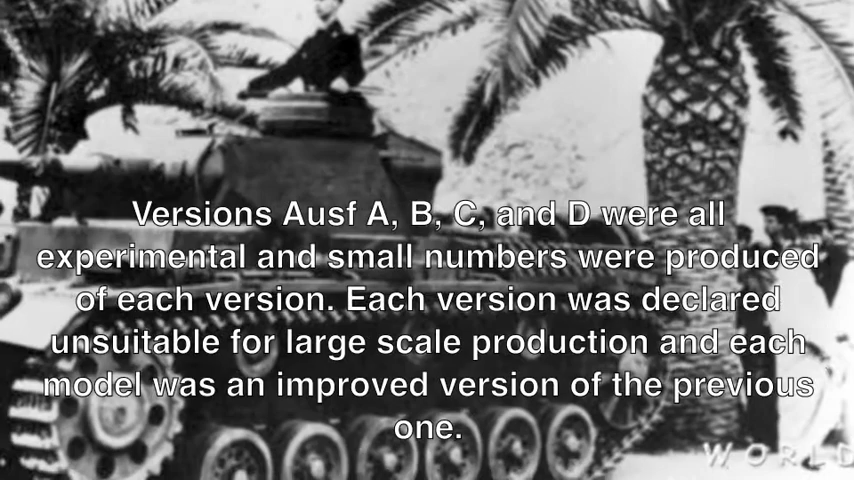 Versions Ausf A, B, C, and D were all
experimental and small numbers were produced
of each version. Each version was declared
unsuitable for large scale production and each
model was an improved version of the previous
one.
WORLD